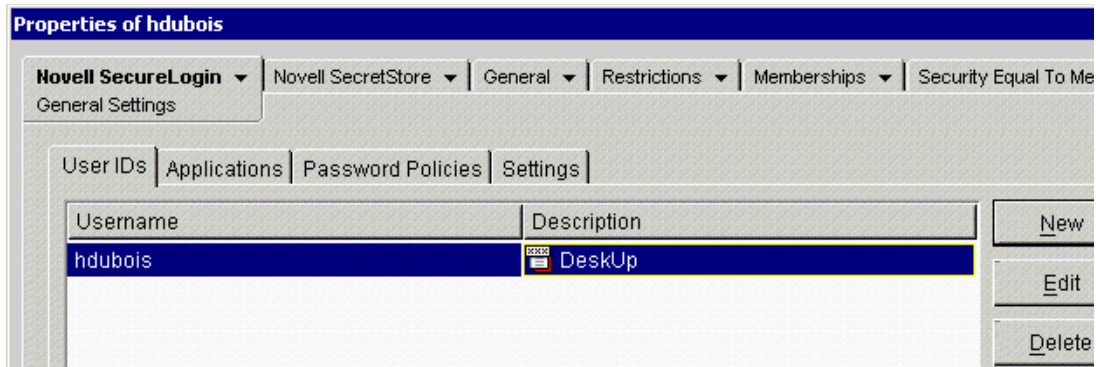 Properties of hdubois
Novell SecureLogin Novell SecretStore General Restrictions Memberships Security Equal To Me
General Settings
User IDs Applications Password Policies Settings
Username Description New
hdubois DeskUp
Edit
Delete